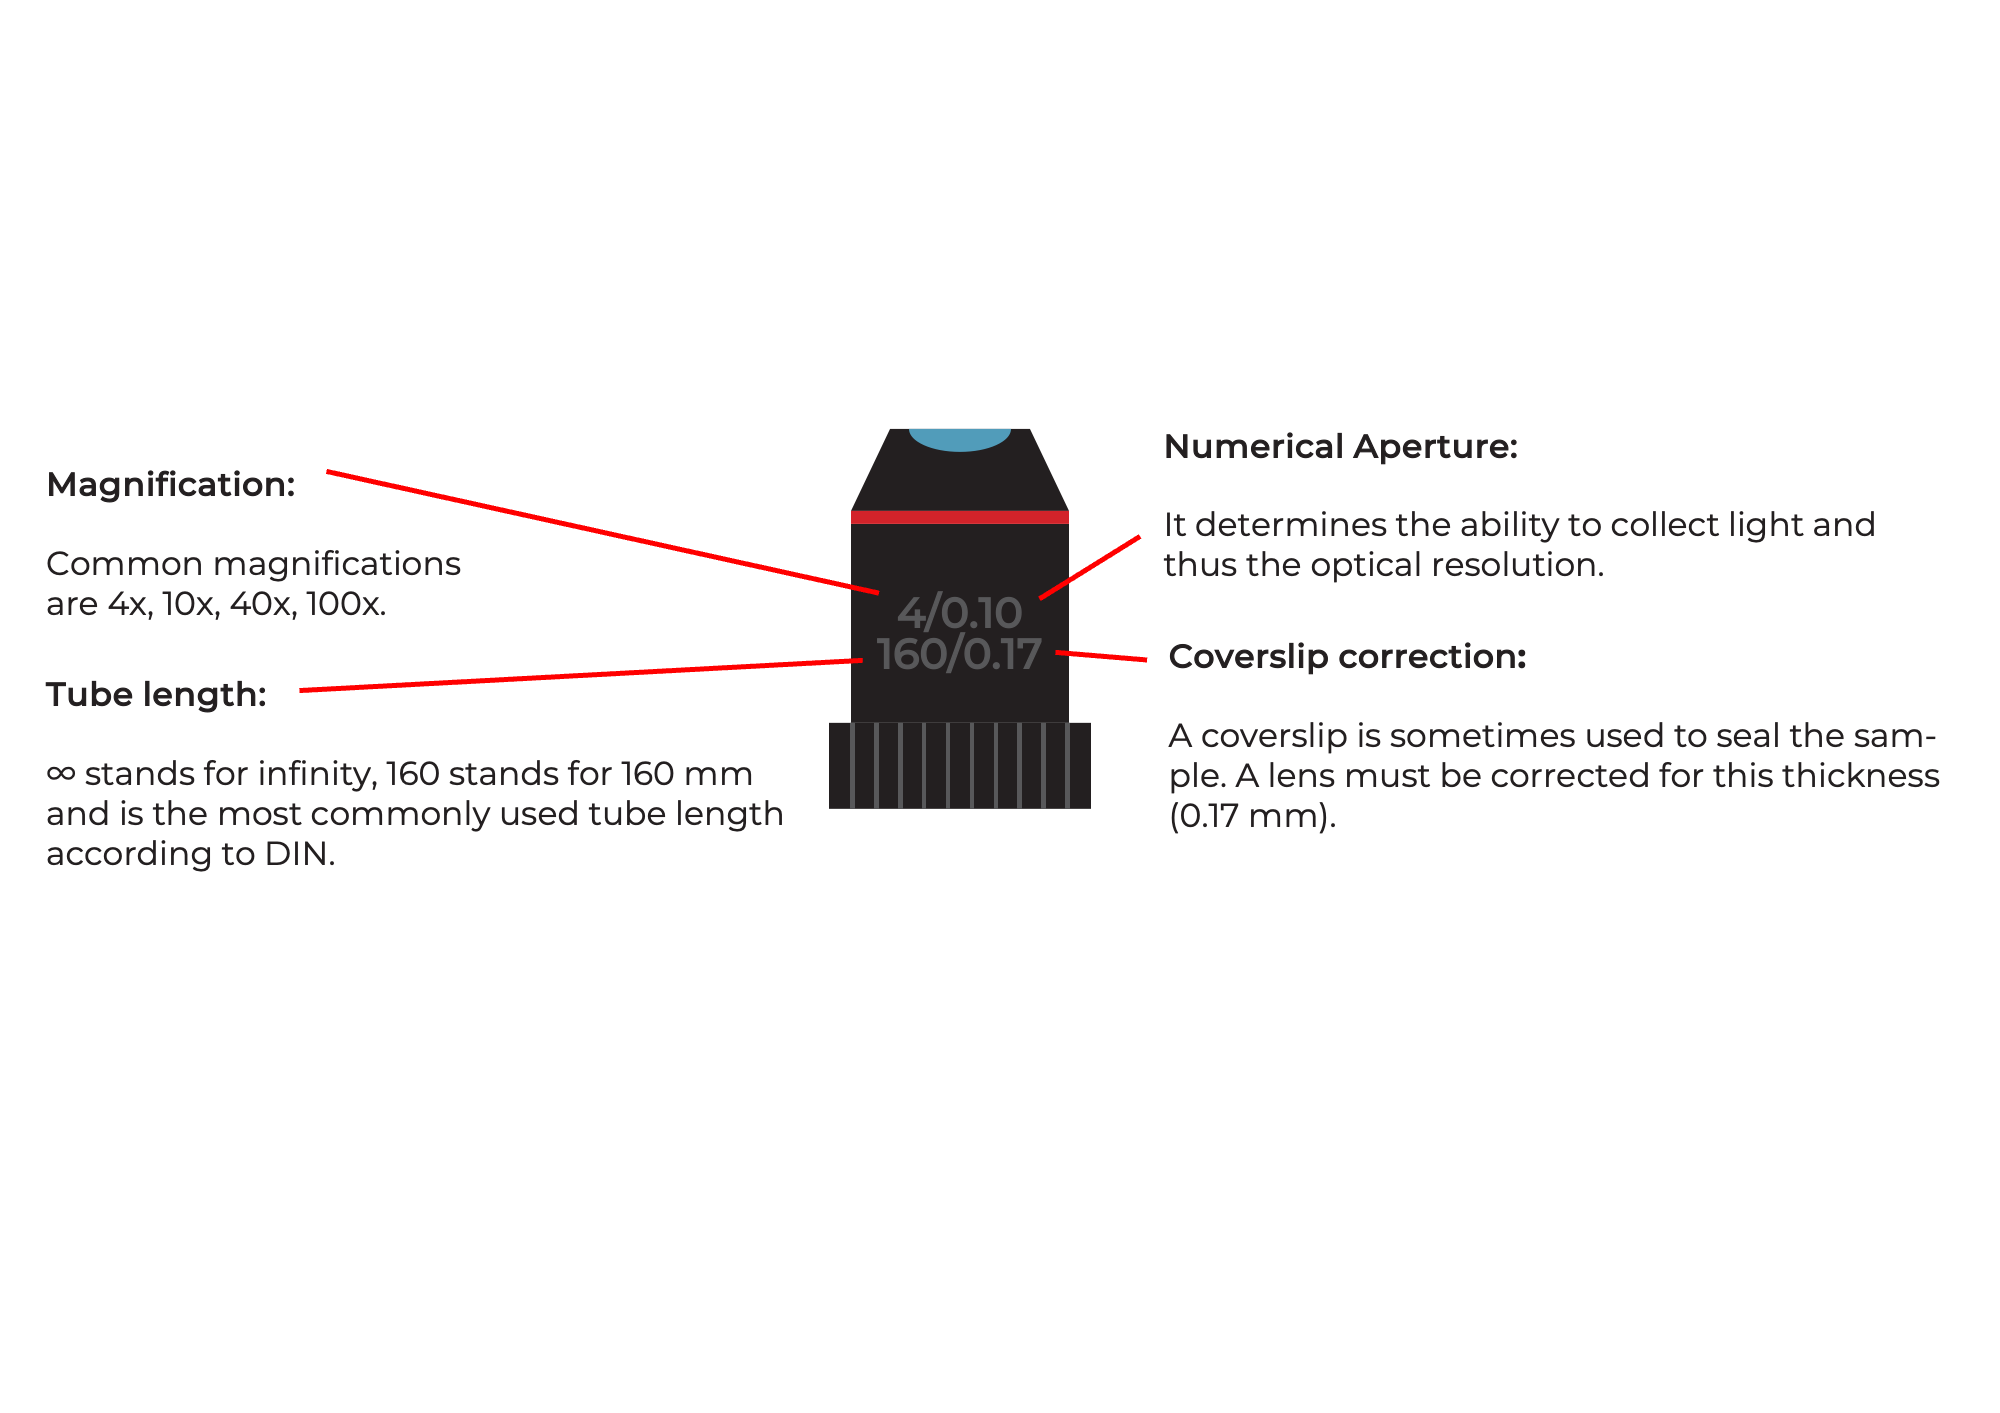 Magnification:
Common magnifications
are 4x, 10x, 40x, 100x.
Tube length:
∞ stands for infinity, 160 stands for 160 mm
and is the most commonly used tube length
according to DIN.
4/0.10
160/0.17
Numerical Aperture:
It determines the ability to collect light and
thus the optical resolution.
Coverslip correction:
A coverslip is sometimes used to seal the sam-
ple. A lens must be corrected for this thickness
(0.17 mm).